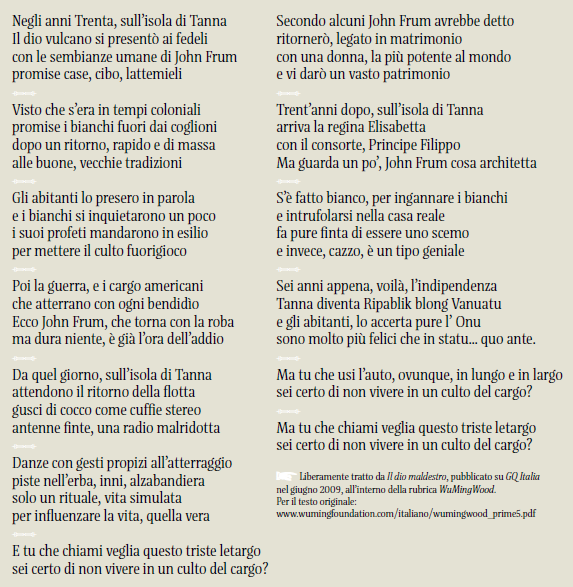 Negli anni Trenta, sull'isola di Tanna
Il dio vulcano si presentò ai fedeli
con le sembianze umane di John Frum
promise case, cibo, lattemieli
Visto che s'era in tempi coloniali
promise i bianchi fuori dai coglioni
dopo un ritorno, rapido e di massa
alle buone, vecchie tradizioni
Gli abitanti lo presero in parola
e i bianchi si inquietarono un poco
i suoi profeti mandarono in esilio
per mettere il culto fuorigioco
Poi la guerra, e i cargo americani
che atterrano con ogni bendidìo
Ecco John Frum, che torna con la roba
ma dura niente, è già l'ora dell'addio
Da quel giorno, sull'isola di Tanna
attendono il ritorno della flotta
gusci di cocco come cuffie stereo
antenne finte, una radio malridotta
Danze con gesti propizi all'atterraggio
piste nell'erba, inni, alzabandiera
solo un rituale, vita simulata
per influenzare la vita, quella vera
E tu che chiami veglia questo triste letargo
sei certo di non vivere in un culto del cargo?
Secondo alcuni John Frum avrebbe detto
ritornerò, legato in matrimonio
con una donna, la più potente al mondo
e vi darò un vasto patrimonio
Trent'anni dopo, sull'isola di Tanna
arriva la regina Elisabetta
con il consorte, Principe Filippo
Ma guarda un po', John Frum cosa architetta
S'è fatto bianco, per ingannare i bianchi
e intrufolarsi nella casa reale
fa pure finta di essere uno scemo
e invece, cazzo, è un tipo geniale
Sei anni appena, voilà, l'indipendenza
Tanna diventa Ripablik blong Vanuatu
e gli abitanti, lo accerta pure l' Onu
sono molto più felici che in statu... quo ante.
Ma tu che usi l'auto, ovunque, in lungo e in largo
sei certo di non vivere in un culto del cargo?
Ma tu che chiami veglia questo triste letargo
sei certo di non vivere in un culto del cargo?
Liberamente tratto da Il dio maldestro, pubblicato su GQ Italia
nel giugno 2009, all'interno della rubrica WuMingWood.
Per il testo originale:
www.wumingfoundation.com/italiano/wumingwood_prime5.pdf